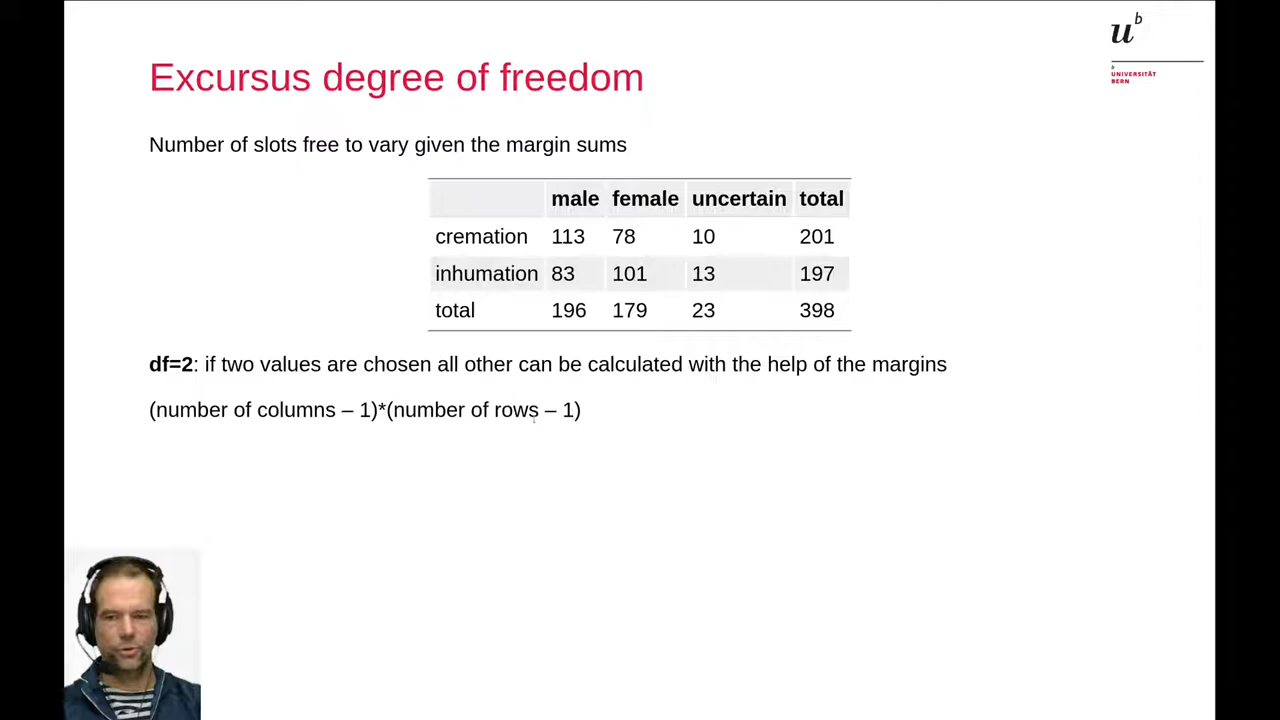 u b
Excursus degree of freedom
b
UNIVERSITÄT
BERN
Number of slots free to vary given the margin sums
male female uncertain total
cremation 113 78 10 201
inhumation 83 101 13 197
total 196 179 23 398
df=2: if two values are chosen all other can be calculated with the help of the margins
(number of columns – 1)*(number of rows – 1)